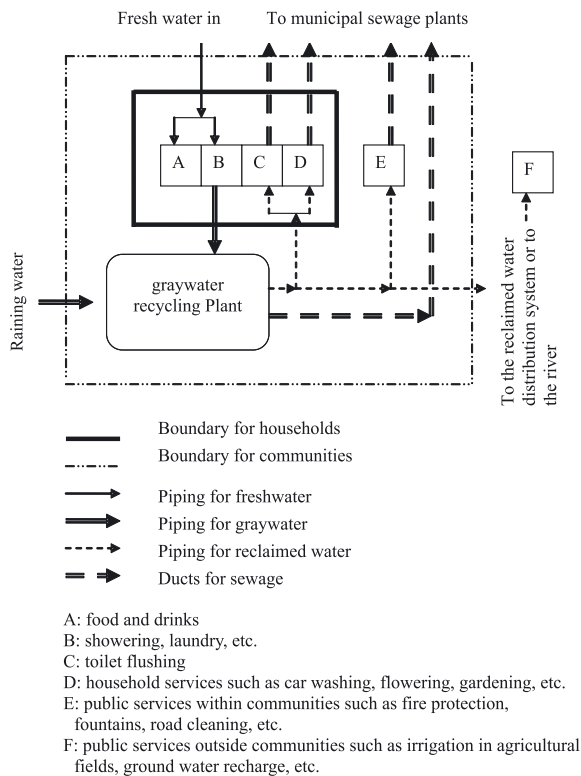 Fresh water in
To municipal sewage plants
A
B
C
D
E
F
graywater
recycling Plant
Raining water
To the reclaimed water
distribution system or to
the river
Boundary for households
Boundary for communities
Piping for freshwater
Piping for graywater
Piping for reclaimed water
Ducts for sewage
A: food and drinks
B: showering, laundry, etc.
C: toilet flushing
D: household services such as car washing, flowering, gardening, etc.
E: public services within communities such as fire protection,
fountains, road cleaning, etc.
F: public services outside communities such as irrigation in agricultural
fields, ground water recharge, etc.